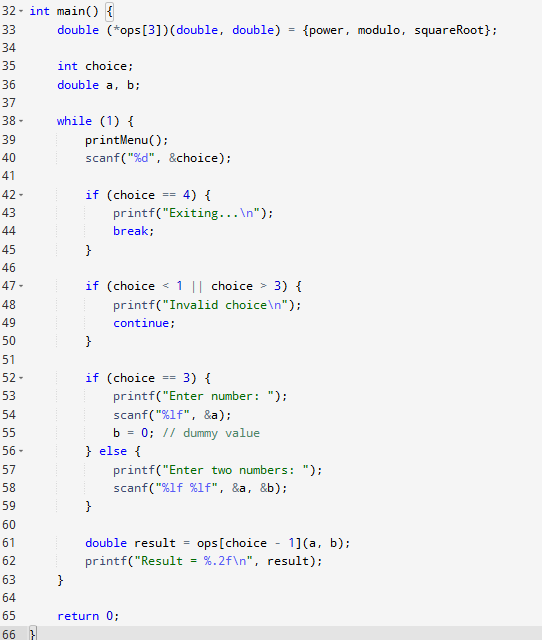 32 int main() {
33     double (*ops[3])(double, double) = {power, modulo, squareRoot};
34
35     int choice;
36     double a, b;
37
38     while (1) {
39         printMenu();
40         scanf("%d", &choice);
41
42         if (choice == 4) {
43             printf("Exiting...\n");
44             break;
45         }
46
47         if (choice < 1 || choice > 3) {
48             printf("Invalid choice\n");
49             continue;
50         }
51
52         if (choice == 3) {
53             printf("Enter number: ");
54             scanf("%lf", &a);
55             b = 0; // dummy value
56         } else {
57             printf("Enter two numbers: ");
58             scanf("%lf %lf", &a, &b);
59         }
60
61         double result = ops[choice - 1](a, b);
62         printf("Result = %.2f\n", result);
63     }
64
65     return 0;
66 }